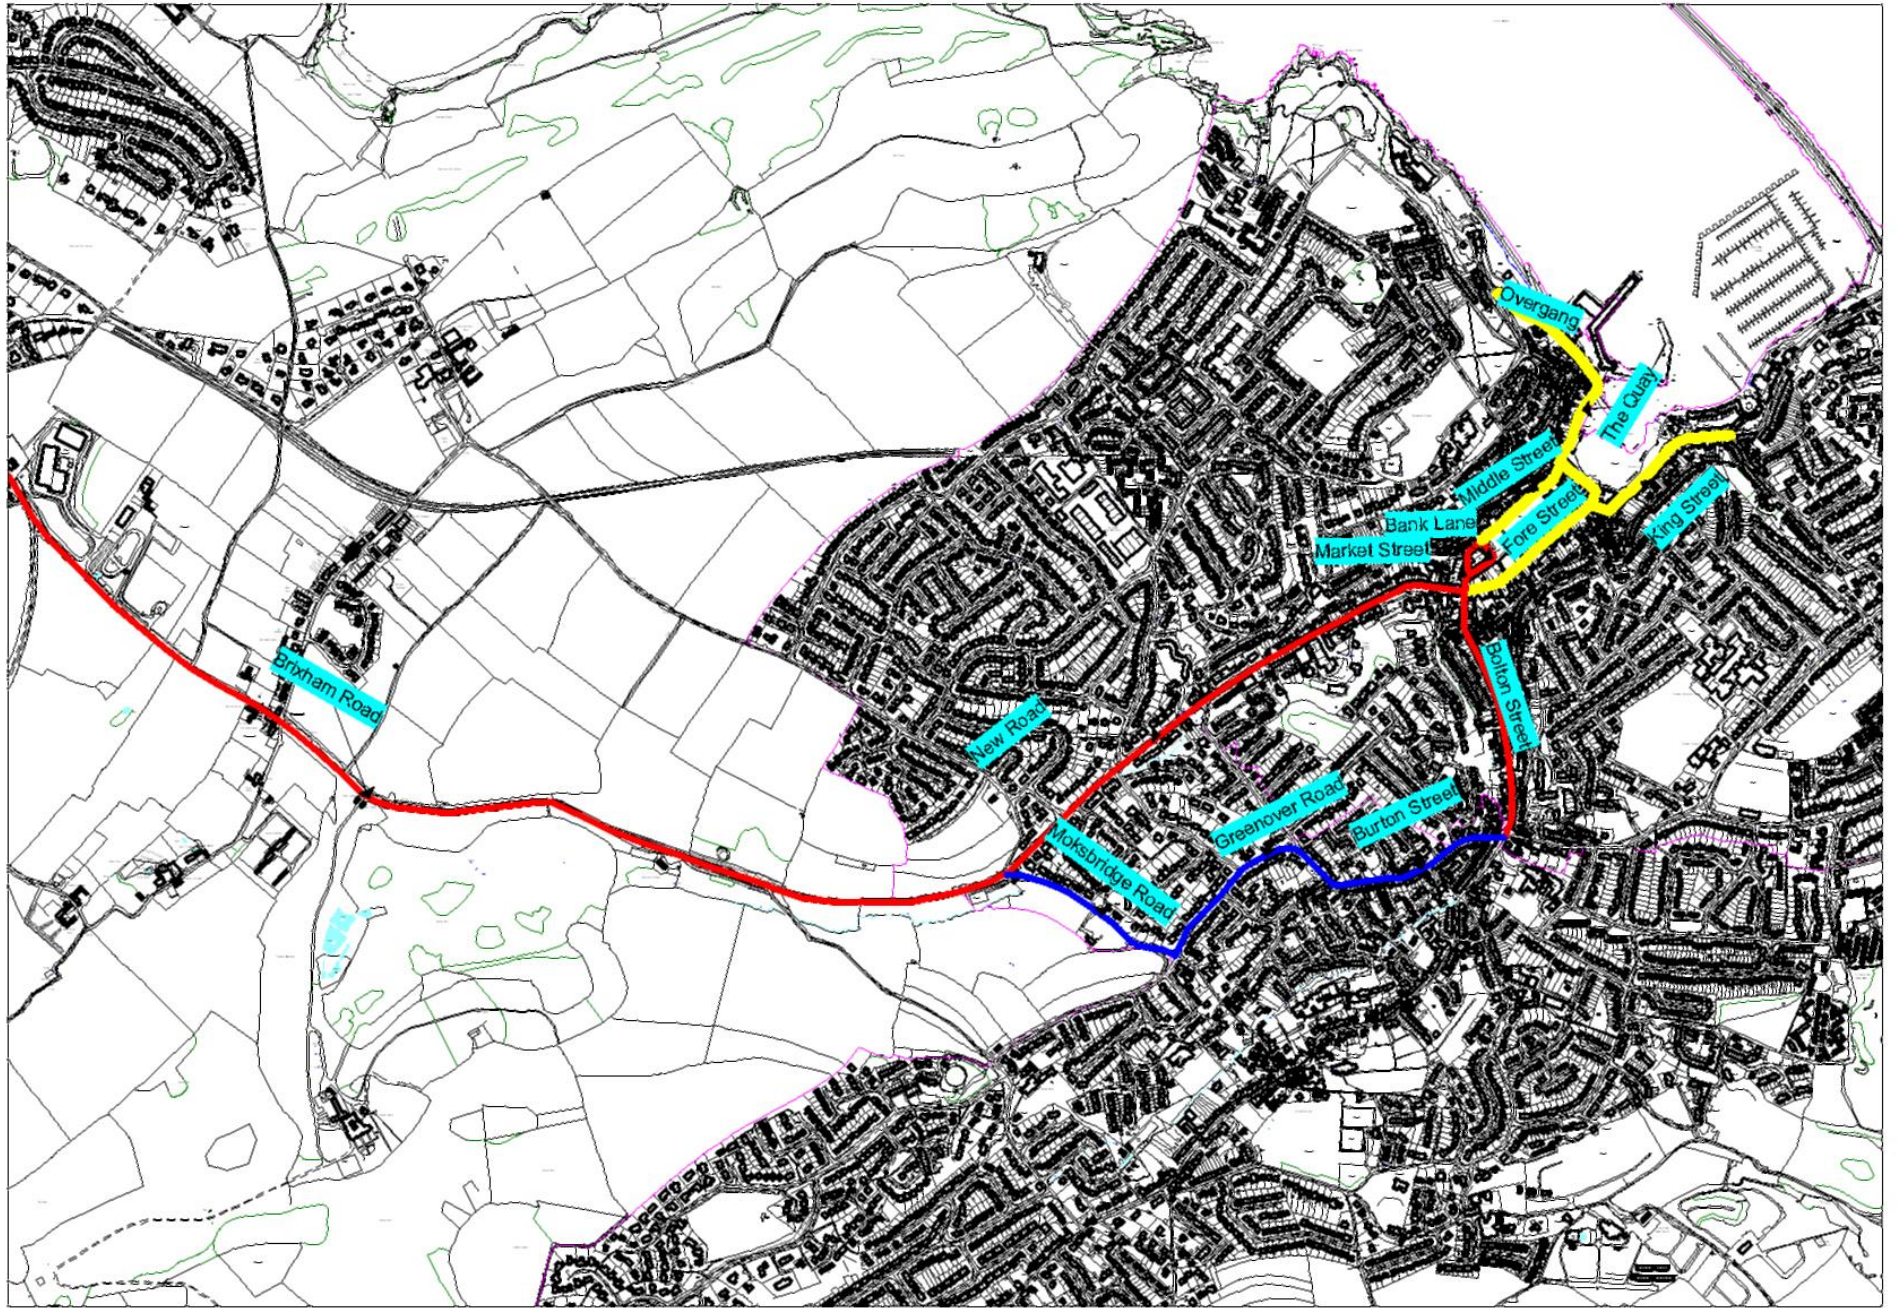 Overgang
The Quay
Middle Street
Bank Lane
Fore Street
King Street
Market Street
Bolton Street
Brixham Road
New Road
Greenover Road
Burton Street
Moksbridge Road